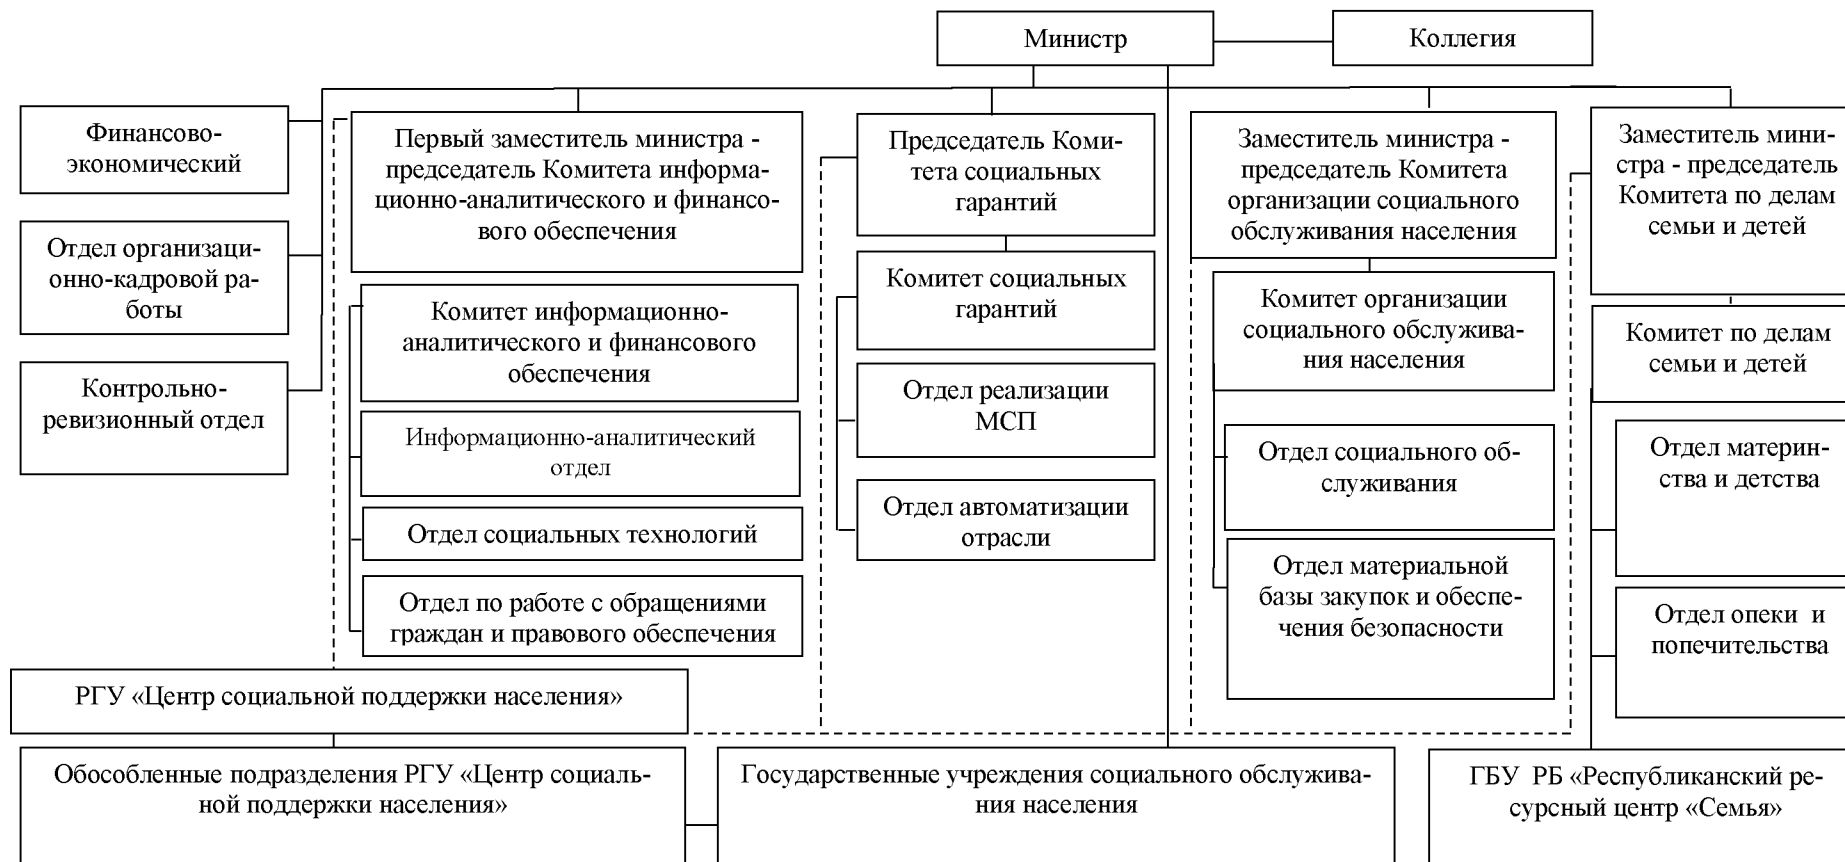 Министр
Коллегия
Финансово-
экономический
Отдел организаци-
онно-кадровой ра-
боты
Контрольно-
ревизионный отдел
Первый заместитель министра -
председатель Комитета информа-
ционно-аналитического и финансо-
вого обеспечения
Комитет информационно-
аналитического и финансового
обеспечения
Информационно-аналитический
отдел
Отдел социальных технологий
Отдел по работе с обращениями
граждан и правового обеспечения
Председатель Коми-
тета социальных
гарантий
Комитет социальных
гарантий
Отдел реализации
МСП
Отдел автоматизации
отрасли
Заместитель министра -
председатель Комитета
организации социального
обслуживания населения
Комитет организации
социального обслужива-
ния населения
Отдел социального об-
служивания
Отдел материальной
базы закупок и обеспе-
чения безопасности
Заместитель мини-
стра - председатель
Комитета по делам
семьи и детей
Комитет по делам
семьи и детей
Отдел материн-
ства и детства
Отдел опеки и
попечительства
РГУ «Центр социальной поддержки населения»
Обособленные подразделения РГУ «Центр социаль-
ной поддержки населения»
Государственные учреждения социального обслужива-
ния населения
ГБУ РБ «Республиканский ре-
сурсный центр «Семья»